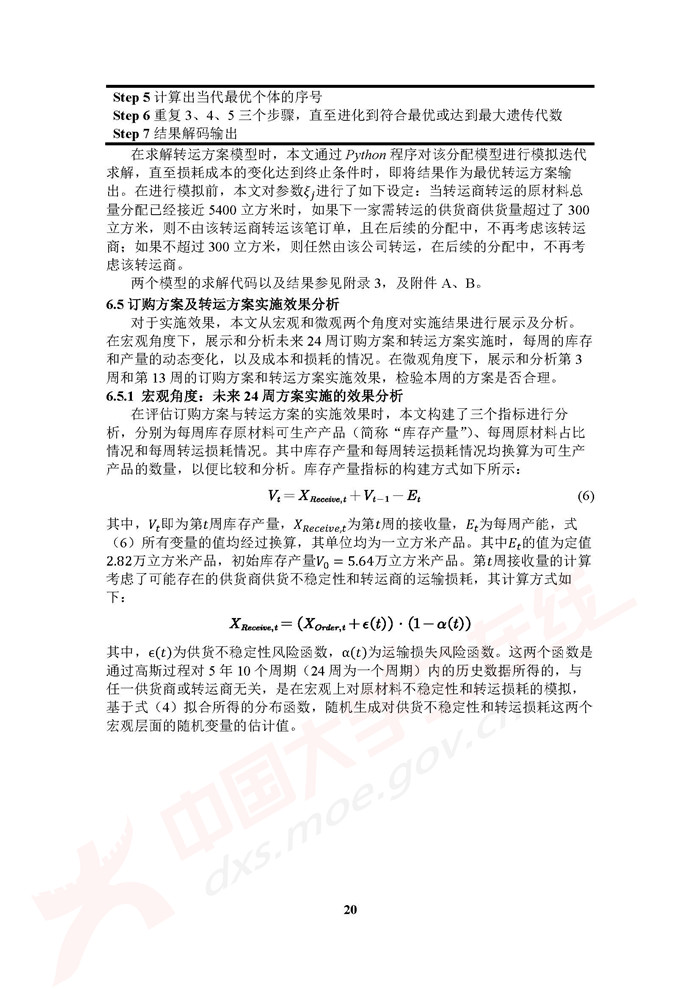 Step 5 计算出当代最优个体的序号
Step 6 重复 3、4、5 三个步骤，直至进化到符合最优或达到最大遗传代数
Step 7 结果解码输出
在求解转运方案模型时，本文通过 Python 程序对该分配模型进行模拟迭代
求解，直至损耗成本的变化达到终止条件时，即将结果作为最优转运方案输
出。在进行模拟前，本文对参数ξⱼ进行了如下设定：当转运商转运的原材料总
量分配已经接近 5400 立方米时，如果下一家需转运的供货商供货量超过了 300
立方米，则不由该转运商转运该笔订单，且在后续的分配中，不再考虑该转运
商；如果不超过 300 立方米，则任然由该公司转运，在后续的分配中，不再考
虑该转运商。
两个模型的求解代码以及结果参见附录 3，及附件 A、B。
6.5 订购方案及转运方案实施效果分析
对于实施效果，本文从宏观和微观两个角度对实施结果进行展示及分析。
在宏观角度下，展示和分析未来 24 周订购方案和转运方案实施时，每周的库存
和产量的动态变化，以及成本和损耗的情况。在微观角度下，展示和分析第 3
周和第 13 周的订购方案和转运方案实施效果，检验本周的方案是否合理。
6.5.1 宏观角度：未来 24 周方案实施的效果分析
在评估订购方案与转运方案的实施效果时，本文构建了三个指标进行分
析，分别为每周库存原材料可生产产品（简称“库存产量”）、每周原材料占比
情况和每周转运损耗情况。其中库存产量和每周转运损耗情况均换算为可生产
产品的数量，以便比较和分析。库存产量指标的构建方式如下所示：
V_t = X_{Receive,t} + V_{t-1} - E_t (6)
其中，V_t即为第t周库存产量，X_{Receive,t}为第t周的接收量，E_t为每周产能，式
（6）所有变量的值均经过换算，其单位均为一立方米产品。其中E_t的值为定值
2.82万立方米产品，初始库存产量V_0 = 5.64万立方米产品。第t周接收量的计算
考虑了可能存在的供货商供货不稳定性和转运商的运输损耗，其计算方式如
下：
X_{Receive,t} = (X_{Order,t} + ϵ(t)) · (1 − α(t))
其中，ϵ(t)为供货不稳定性风险函数，α(t)为运输损失风险函数。这两个函数是
通过高斯过程对 5 年 10 个周期（24 周为一个周期）内的历史数据所得的，与
任一供货商或转运商无关，是在宏观上对原材料不稳定性和转运损耗的模拟，
基于式（4）拟合所得的分布函数，随机生成对供货不稳定性和转运损耗这两个
宏观层面的随机变量的估计值。
中国大学生在线
dxs.moe.gov.cn
20